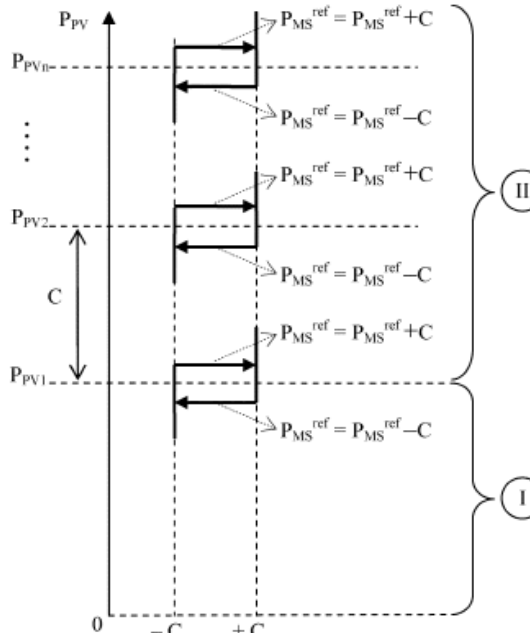 P_PV
P_MS^ref = P_MS^ref +C
P_PVn
P_MS^ref = P_MS^ref –C
....
P_MS^ref = P_MS^ref +C
II
P_PV2
C
P_MS^ref = P_MS^ref –C
P_MS^ref = P_MS^ref +C
P_PV1
P_MS^ref = P_MS^ref –C
I
0
– C
+ C